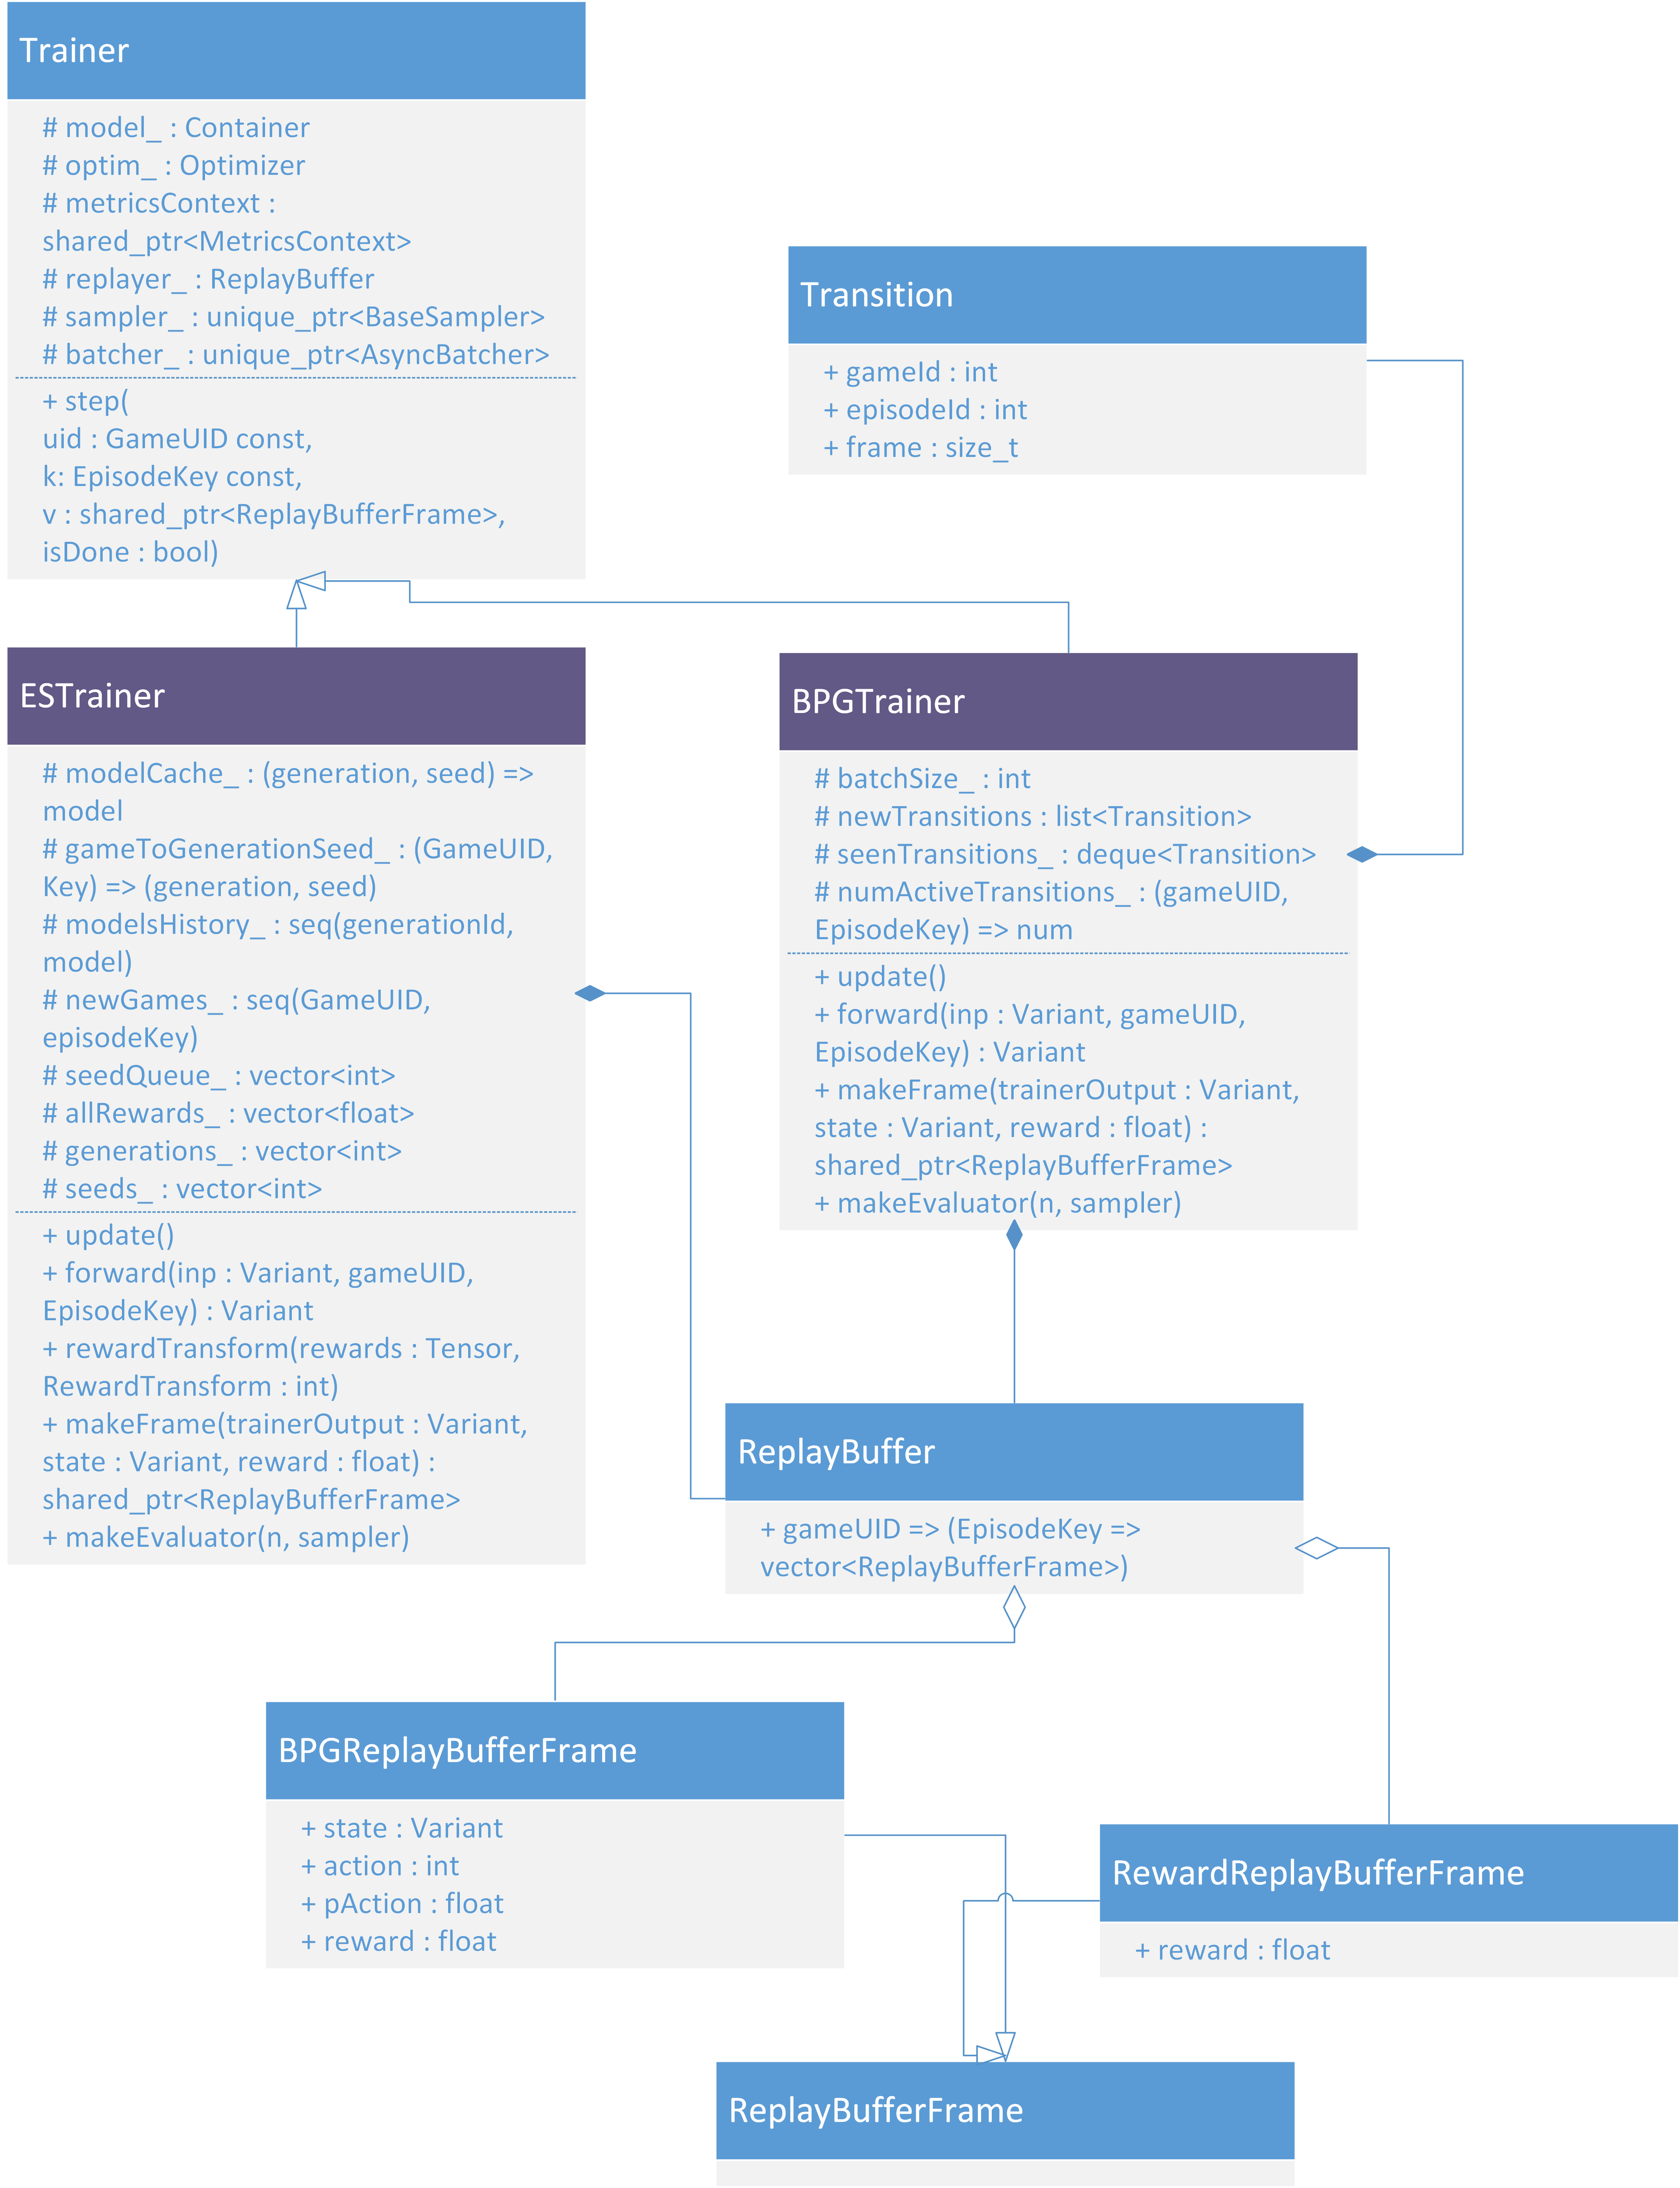 Trainer
# model_ : Container
# optim_ : Optimizer
# metricsContext :
shared_ptr<MetricsContext>
# replayer_ : ReplayBuffer
# sampler_ : unique_ptr<BaseSampler>
# batcher_ : unique_ptr<AsyncBatcher>
+ step(
uid : GameUID const,
k: EpisodeKey const,
v : shared_ptr<ReplayBufferFrame>,
isDone : bool)
Transition
+ gameId : int
+ episodeId : int
+ frame : size_t
ESTrainer
# modelCache_ : (generation, seed) =>
model
# gameToGenerationSeed_ : (GameUID,
Key) => (generation, seed)
# modelsHistory_ : seq(generationId,
model)
# newGames_ : seq(GameUID,
episodeKey)
# seedQueue_ : vector<int>
# allRewards_ : vector<float>
# generations_ : vector<int>
# seeds_ : vector<int>
+ update()
+ forward(inp : Variant, gameUID,
EpisodeKey) : Variant
+ rewardTransform(rewards : Tensor,
RewardTransform : int)
+ makeFrame(trainerOutput : Variant,
state : Variant, reward : float) :
shared_ptr<ReplayBufferFrame>
+ makeEvaluator(n, sampler)
BPGTrainer
# batchSize_ : int
# newTransitions : list<Transition>
# seenTransitions_ : deque<Transition>
# numActiveTransitions_ : (gameUID,
EpisodeKey) => num
+ update()
+ forward(inp : Variant, gameUID,
EpisodeKey) : Variant
+ makeFrame(trainerOutput : Variant,
state : Variant, reward : float) :
shared_ptr<ReplayBufferFrame>
+ makeEvaluator(n, sampler)
ReplayBuffer
+ gameUID => (EpisodeKey =>
vector<ReplayBufferFrame>)
BPGReplayBufferFrame
+ state : Variant
+ action : int
+ pAction : float
+ reward : float
RewardReplayBufferFrame
+ reward : float
ReplayBufferFrame